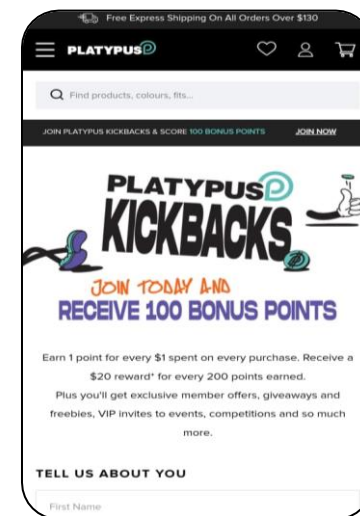 Free Express Shipping On All Orders Over $130
PLATYPUS
Find products, colours, fits...
JOIN PLATYPUS KICKBACKS & SCORE 100 BONUS POINTS JOIN NOW
PLATYPUS
KICKBACKS
JOIN TODAY AND
RECEIVE 100 BONUS POINTS
Earn 1 point for every $1 spent on every purchase. Receive a
$20 reward* for every 200 points earned.
Plus you'll get exclusive member offers, giveaways and
freebies, VIP invites to events, competitions and so much
more.
TELL US ABOUT YOU
First Name